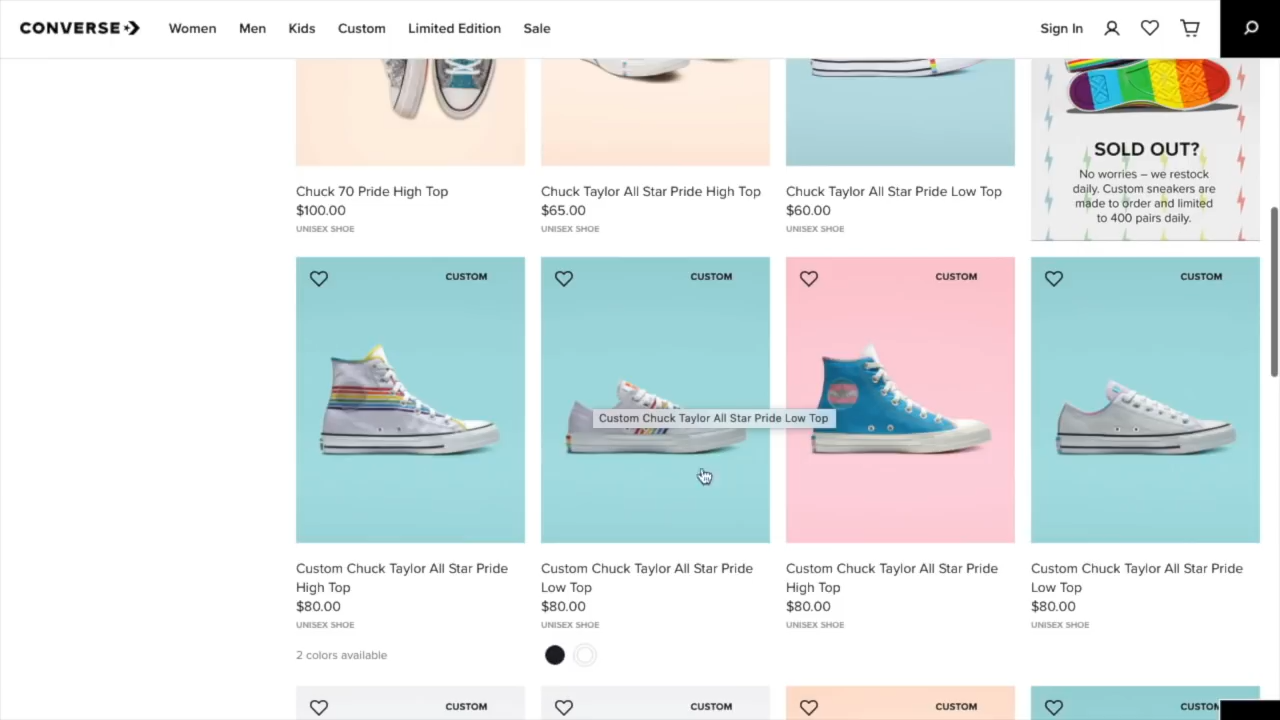 CONVERSE
Women
Men
Kids
Custom
Limited Edition
Sale
Sign In
Chuck 70 Pride High Top
$100.00
UNISEX SHOE
Chuck Taylor All Star Pride High Top
$65.00
UNISEX SHOE
Chuck Taylor All Star Pride Low Top
$60.00
UNISEX SHOE
SOLD OUT?
No worries – we restock
daily. Custom sneakers are
made to order and limited
to 400 pairs daily.
CUSTOM
Custom Chuck Taylor All Star Pride
High Top
$80.00
UNISEX SHOE
2 colors available
CUSTOM
Custom Chuck Taylor All Star Pride Low Top
Custom Chuck Taylor All Star Pride
Low Top
$80.00
UNISEX SHOE
CUSTOM
Custom Chuck Taylor All Star Pride
High Top
$80.00
UNISEX SHOE
CUSTOM
Custom Chuck Taylor All Star Pride
Low Top
$80.00
UNISEX SHOE
CUSTOM
CUSTOM
CUSTOM
CUSTOM